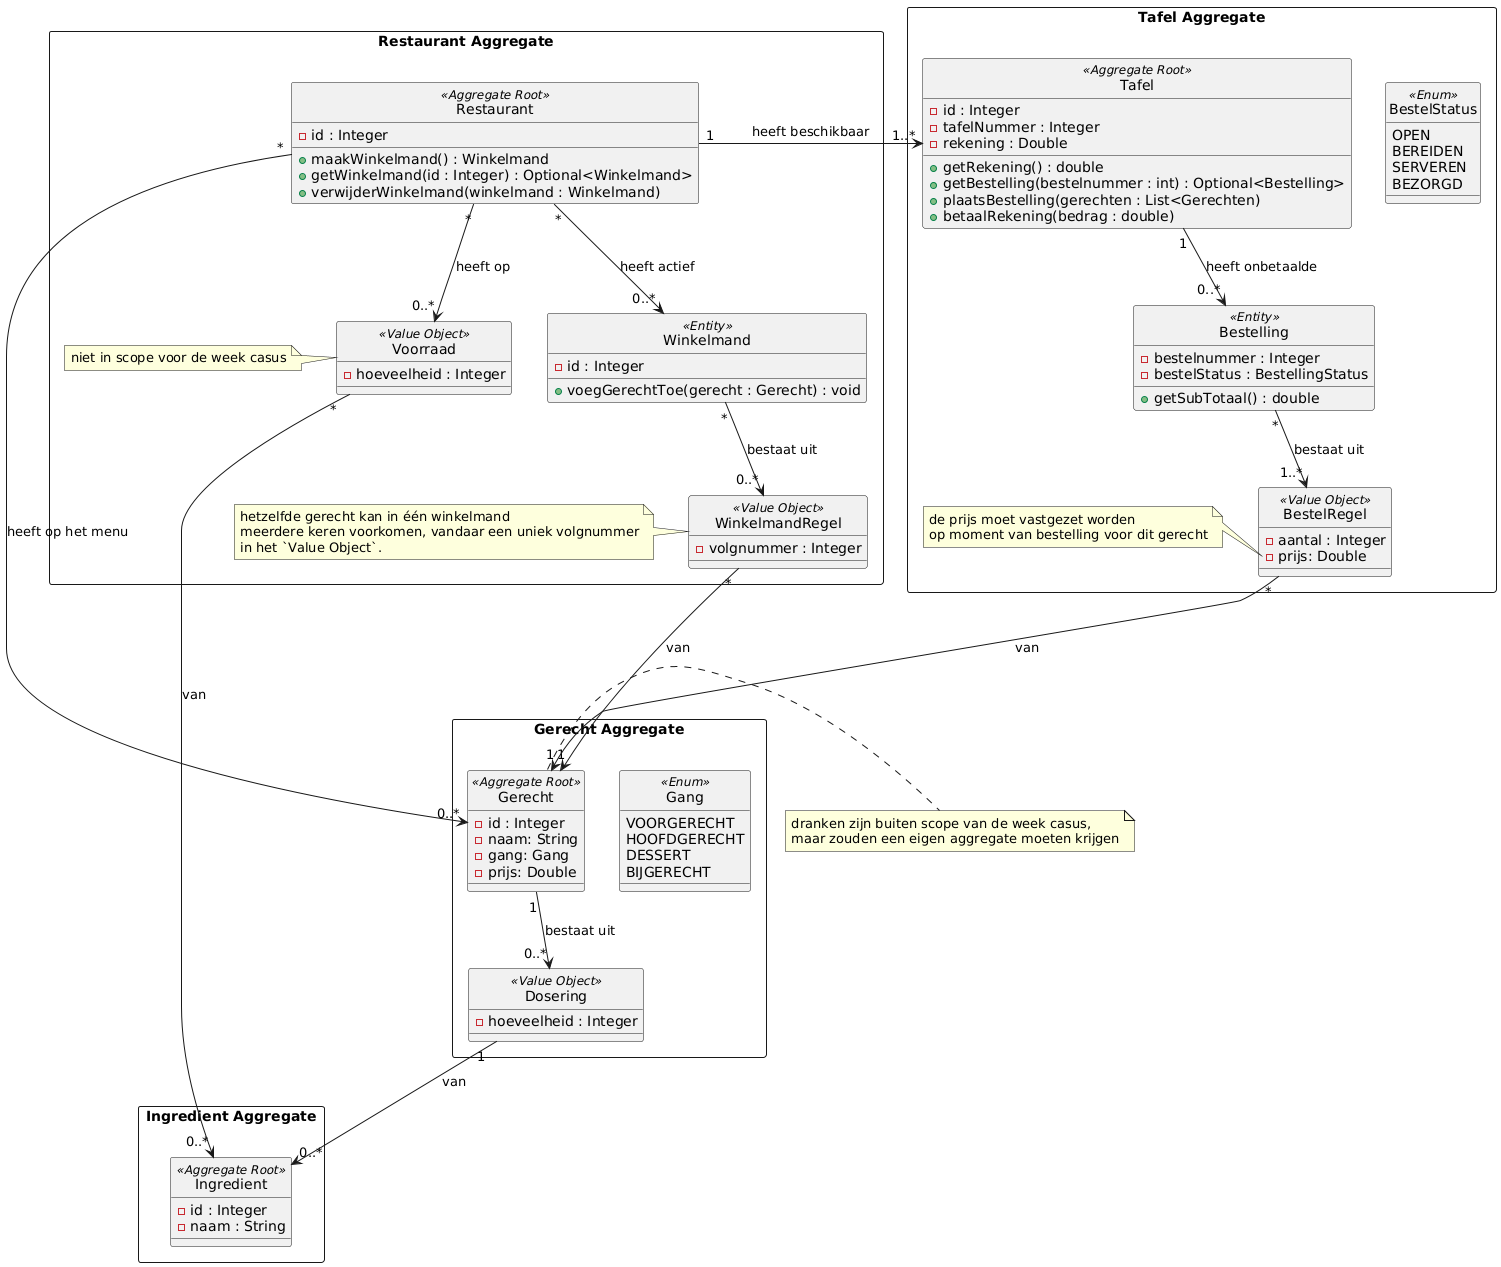 Restaurant Aggregate
«Aggregate Root»
Restaurant
id : Integer
maakWinkelmand() : Winkelmand
getWinkelmand(id : Integer) : Optional<Winkelmand>
verwijderWinkelmand(winkelmand : Winkelmand)
*
1
heeft beschikbaar
1..*
*
heeft op
0..*
*
heeft actief
0..*
niet in scope voor de week casus
«Value Object»
Voorraad
hoeveelheid : Integer
*
«Entity»
Winkelmand
id : Integer
voegGerechtToe(gerecht : Gerecht) : void
*
bestaat uit
0..*
hetzelfde gerecht kan in één winkelmand
meerdere keren voorkomen, vandaar een uniek volgnummer
in het `Value Object`.
«Value Object»
WinkelmandRegel
volgnummer : Integer
*
Tafel Aggregate
«Aggregate Root»
Tafel
id : Integer
tafelNummer : Integer
rekening : Double
getRekening() : double
getBestelling(bestelnummer : int) : Optional<Bestelling>
plaatsBestelling(gerechten : List<Gerechten)
betaalRekening(bedrag : double)
«Enum»
BestelStatus
OPEN
BEREIDEN
SERVEREN
BEZORGD
1
heeft onbetaalde
0..*
«Entity»
Bestelling
bestelnummer : Integer
bestelStatus : BestellingStatus
getSubTotaal() : double
*
bestaat uit
1..*
de prijs moet vastgezet worden
op moment van bestelling voor dit gerecht
«Value Object»
BestelRegel
aantal : Integer
prijs: Double
*
heeft op het menu
van
van
van
Gerecht Aggregate
1
1
0..*
«Aggregate Root»
Gerecht
id : Integer
naam: String
gang: Gang
prijs: Double
«Enum»
Gang
VOORGERECHT
HOOFDGERECHT
DESSERT
BIJGERECHT
dranken zijn buiten scope van de week casus,
maar zouden een eigen aggregate moeten krijgen
1
bestaat uit
0..*
«Value Object»
Dosering
hoeveelheid : Integer
1
van
Ingredient Aggregate
0..*
0..*
«Aggregate Root»
Ingredient
id : Integer
naam : String